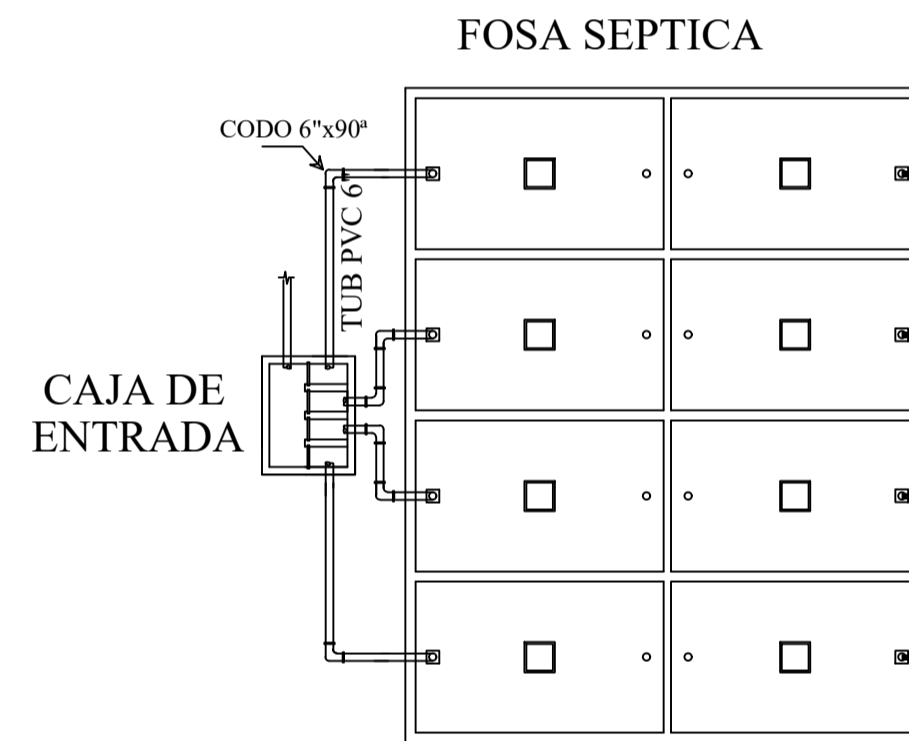 FOSA SEPTICA
CODO 6"x90ª
TUB PVC 6
CAJA DE
ENTRADA